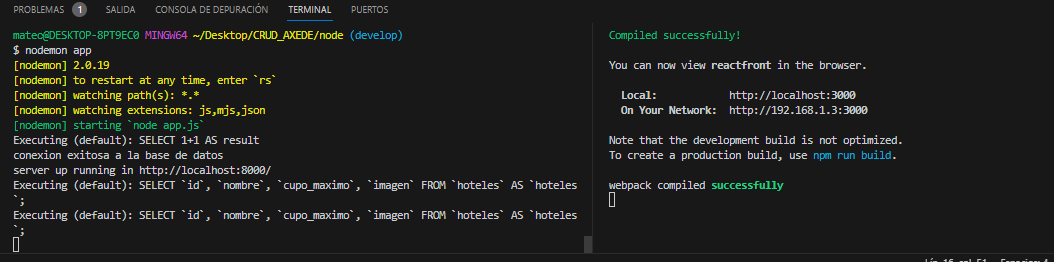 PROBLEMAS 1 SALIDA CONSOLA DE DEPURACIÓN TERMINAL PUERTOS
matec@DESKTOP-8PT9EC0 MINGW64 ~/Desktop/CRUD_AXEDE/node (develop)
$ nodemon app
[nodemon] 2.0.19
[nodemon] to restart at any time, enter `rs`
[nodemon] watching path(s): *.*
[nodemon] watching extensions: js,mjs,json
[nodemon] starting `node app.js`
Executing (default): SELECT 1+1 AS result
conexion exitosa a la base de datos
server up running in http://localhost:8000/
Executing (default): SELECT `id`, `nombre`, `cupo_maximo`, `imagen` FROM `hoteles` AS `hoteles
`;
Executing (default): SELECT `id`, `nombre`, `cupo_maximo`, `imagen` FROM `hoteles` AS `hoteles
`;
Compiled successfully!
You can now view reactfront in the browser.
Local: http://localhost:3000
On Your Network: http://192.168.1.3:3000
Note that the development build is not optimized.
To create a production build, use npm run build.
webpack compiled successfully